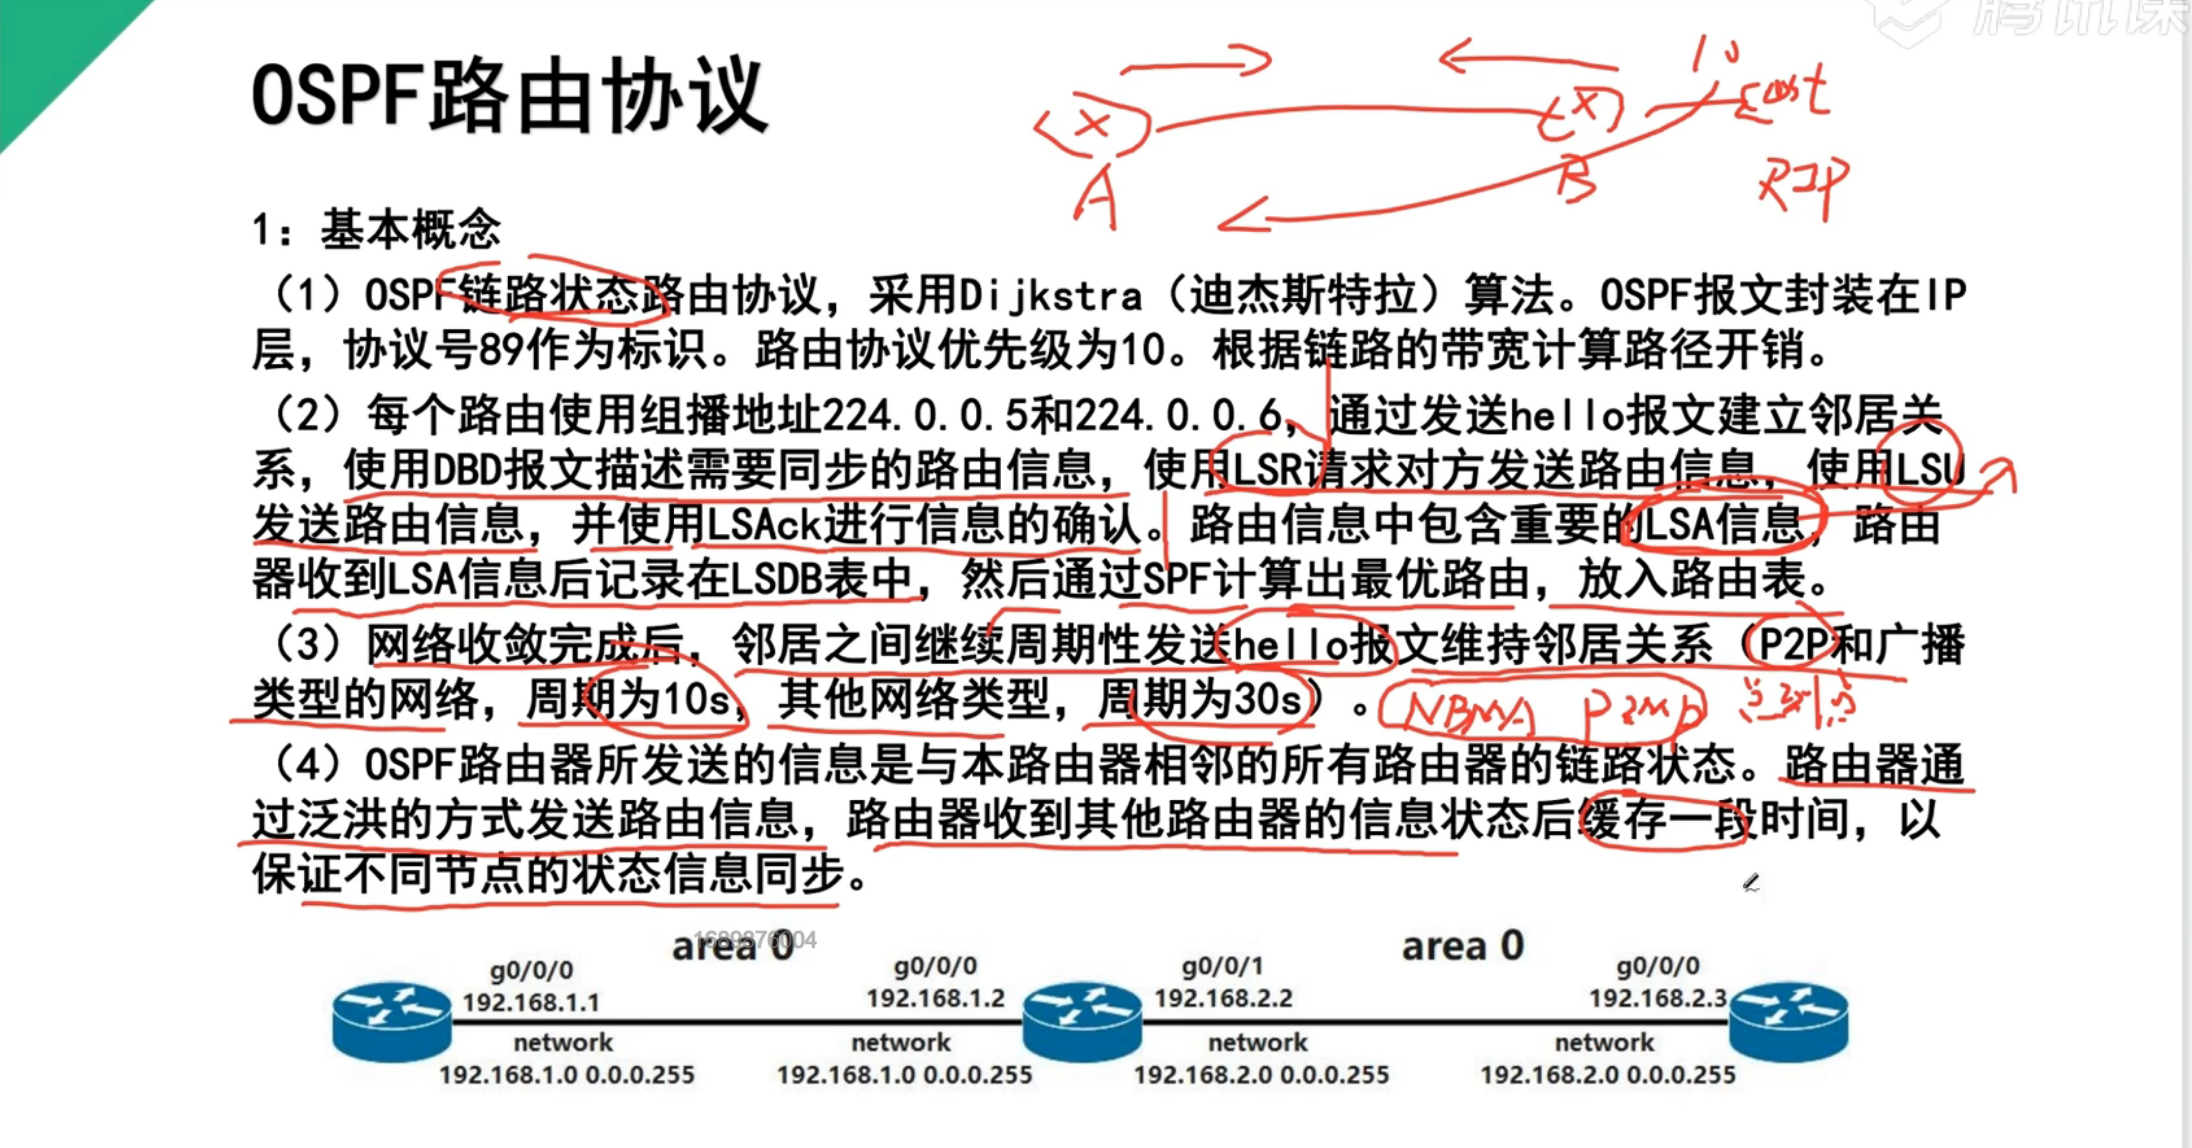 腾讯课
OSPF路由协议
10
cost
A
B
RIP
1：基本概念
（1）OSPF链路状态路由协议，采用Dijkstra（迪杰斯特拉）算法。OSPF报文封装在IP
层，协议号89作为标识。路由协议优先级为10。根据链路的带宽计算路径开销。
（2）每个路由使用组播地址224.0.0.5和224.0.0.6，通过发送hello报文建立邻居关
系，使用DBD报文描述需要同步的路由信息，使用LSR请求对方发送路由信息，使用LSU
发送路由信息，并使用LSAck进行信息的确认。路由信息中包含重要的LSA信息，路由
器收到LSA信息后记录在LSDB表中，然后通过SPF计算出最优路由，放入路由表。
（3）网络收敛完成后，邻居之间继续周期性发送hello报文维持邻居关系（P2P和广播
类型的网络，周期为10s，其他网络类型，周期为30s）。
NBMA P2MP 点对点
（4）OSPF路由器所发送的信息是与本路由器相邻的所有路由器的链路状态。路由器通
过泛洪的方式发送路由信息，路由器收到其他路由器的信息状态后缓存一段时间，以
保证不同节点的状态信息同步。
1689876004
area 0 area 0
g0/0/0 g0/0/0 g0/0/1 g0/0/0
192.168.1.1 192.168.1.2 192.168.2.2 192.168.2.3
network network network network
192.168.1.0 0.0.0.255 192.168.1.0 0.0.0.255 192.168.2.0 0.0.0.255 192.168.2.0 0.0.0.255